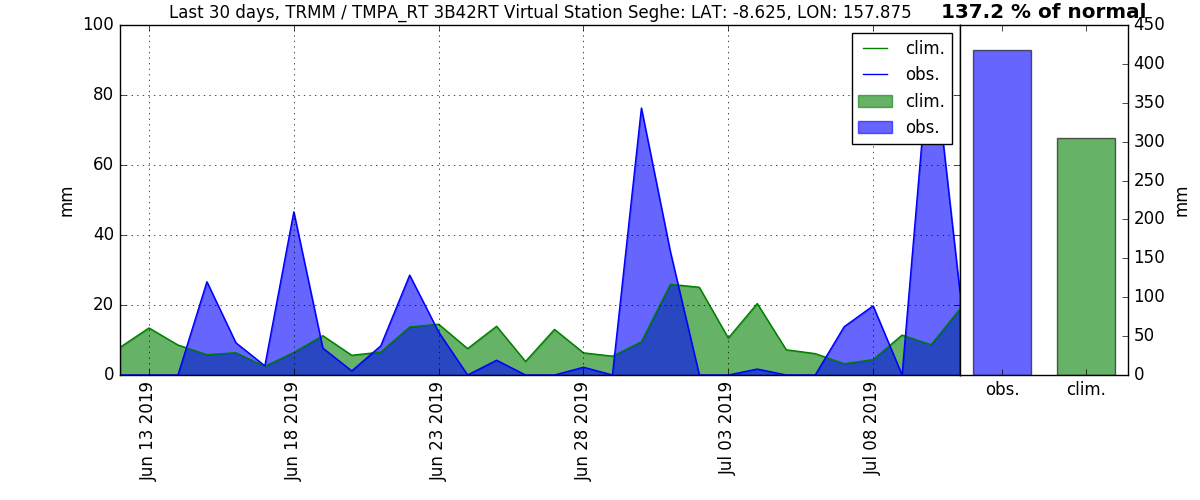 Last 30 days, TRMM / TMPA_RT 3B42RT Virtual Station Seghe: LAT: -8.625, LON: 157.875
137.2 % of normal
100
80
60
40
20
0
mm
clim.
obs.
clim.
obs.
Jun 13 2019
Jun 18 2019
Jun 23 2019
Jun 28 2019
Jul 03 2019
Jul 08 2019
450
400
350
300
250
200
150
100
50
0
mm
obs.
clim.